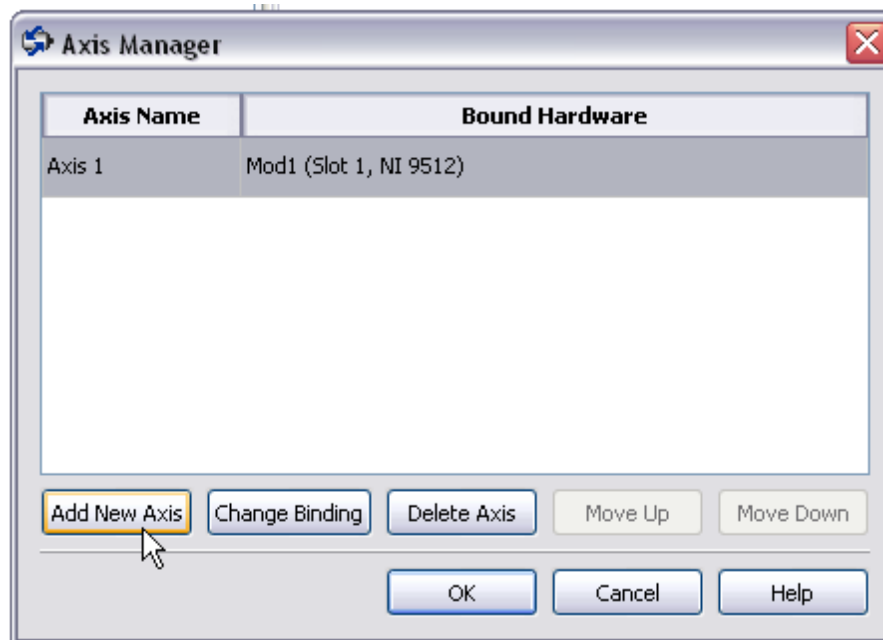 Axis Manager
Axis Name Bound Hardware
Axis 1 Mod1 (Slot 1, NI 9512)
Add New Axis Change Binding Delete Axis Move Up Move Down
OK Cancel Help